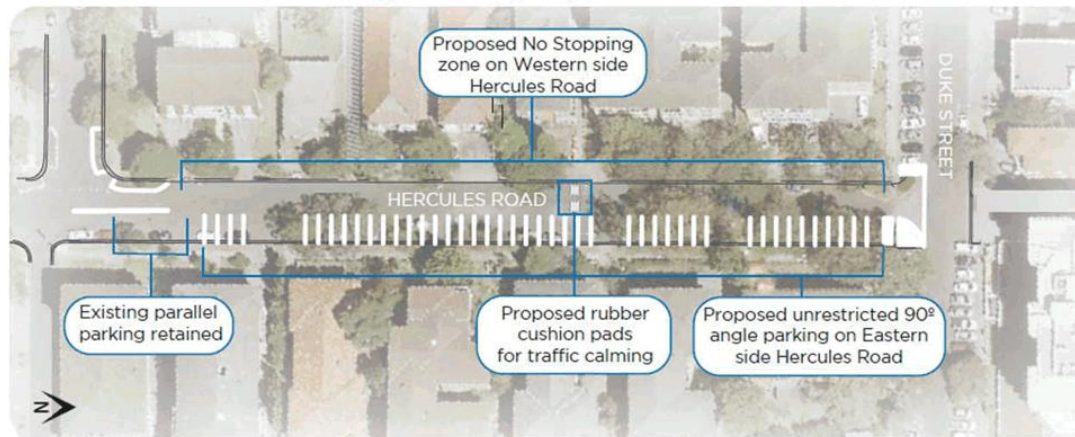 Proposed No Stopping
zone on Western side
Hercules Road
DUKE STREET
HERCULES ROAD
Existing parallel
parking retained
Proposed rubber
cushion pads
for traffic calming
Proposed unrestricted 90º
angle parking on Eastern
side Hercules Road
N